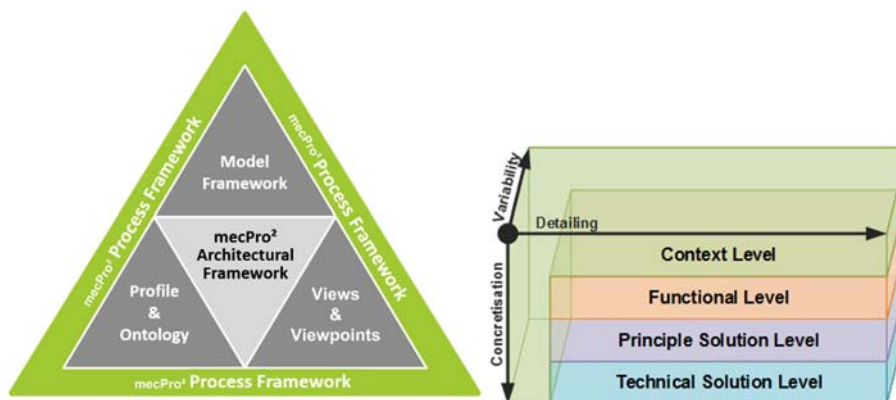 mecPro² Process Framework
mecPro² Process Framework
Model
Framework
mecPro²
Architectural
Framework
Profile
&
Ontology
Views
&
Viewpoints
mecPro² Process Framework
Variability
Detailing
Concretisation
Context Level
Functional Level
Principle Solution Level
Technical Solution Level